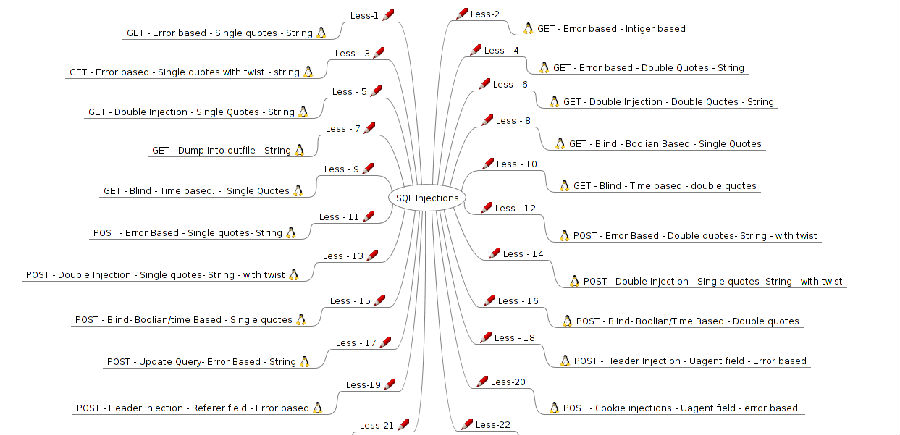 Less-1
GET - Error based - Single quotes - String
Less - 3
GET - Error based - Single quotes with twist - string
Less - 5
GET - Double Injection - Single Quotes - String
Less - 7
GET - Dump into outfile - String
Less - 9
GET - Blind - Time based. - Single Quotes
Less - 11
POST - Error Based - Single quotes- String
Less - 13
POST - Double Injection - Single quotes- String - with twist
Less - 15
POST - Blind- Boolian/time Based - Single quotes
Less - 17
POST - Update Query- Error Based - String
Less-19
POST - Header Injection - Referer field - Error based
Less-21
SQL Injections
Less-2
GET - Error based - Intiger based
Less - 4
GET - Error based - Double Quotes - String
Less - 6
GET - Double Injection - Double Quotes - String
Less - 8
GET - Blind - Boolian Based - Single Quotes
Less - 10
GET - Blind - Time based - double quotes
Less - 12
POST - Error Based - Double quotes- String - with twist
Less - 14
POST - Double Injection - Single quotes- String - with twist
Less - 16
POST - Blind- Boolian/Time Based - Double quotes
Less - 18
POST - Header Injection - Uagent field - Error based
Less-20
POST - Cookie injections - Uagent field - error based
Less-22